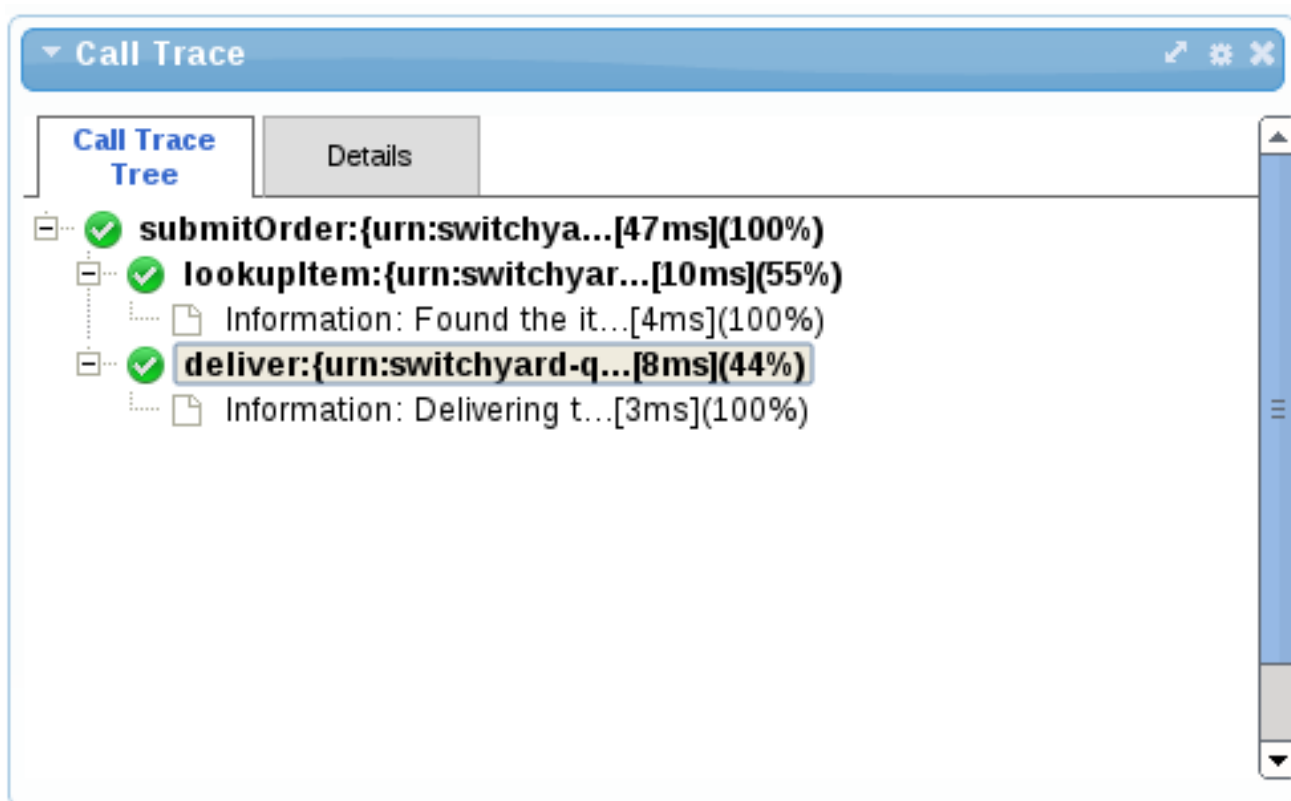 Call Trace
Call Trace
Tree
Details
submitOrder:{urn:switchya...[47ms](100%)
lookupItem:{urn:switchyar...[10ms](55%)
Information: Found the it...[4ms](100%)
deliver:{urn:switchyard-q...[8ms](44%)
Information: Delivering t...[3ms](100%)